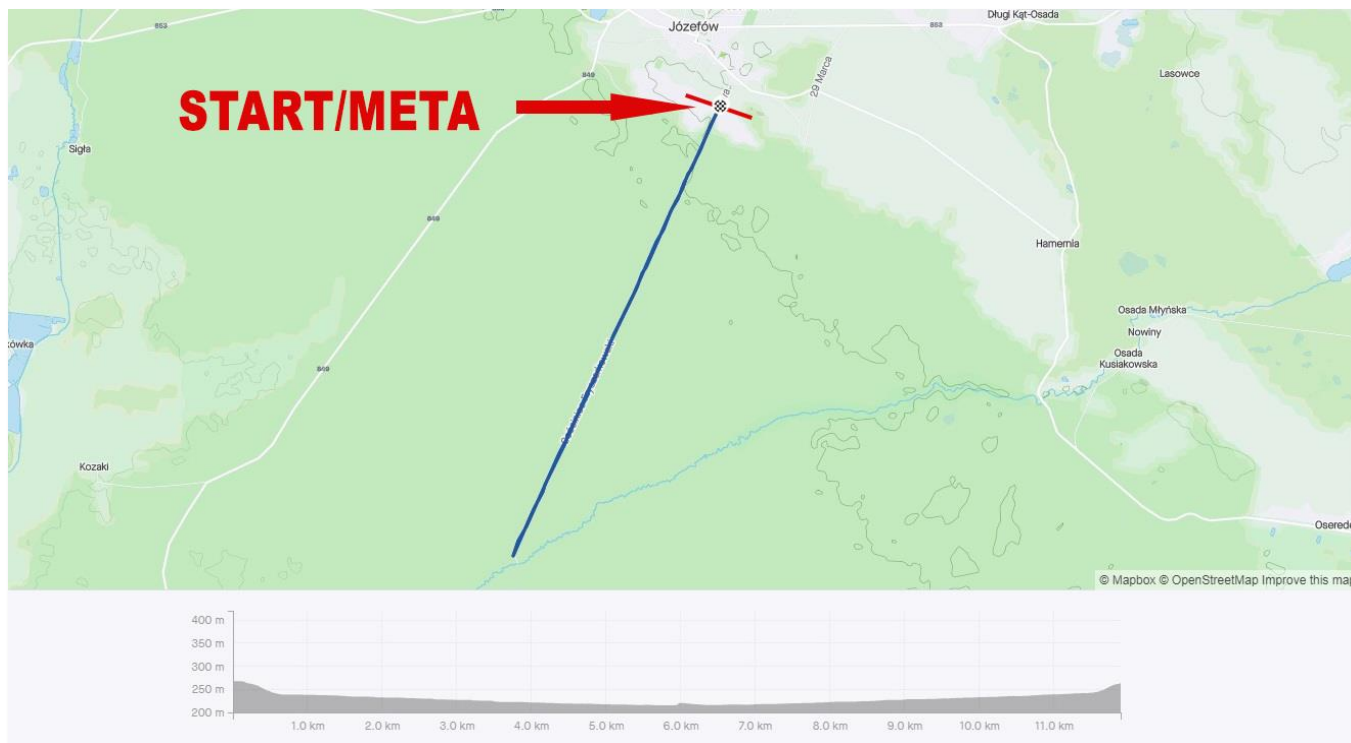 853
Józefów
853
Długi Kąt-Osada
849
29 Marca
Lasowce
START/META
Sigła
849
Hamernia
Osada Młyńska
Nowiny
Osada
Kusiakowska
849
Kozaki
© Mapbox © OpenStreetMap Improve this map
400 m
350 m
300 m
250 m
200 m
1.0 km 2.0 km 3.0 km 4.0 km 5.0 km 6.0 km 7.0 km 8.0 km 9.0 km 10.0 km 11.0 km